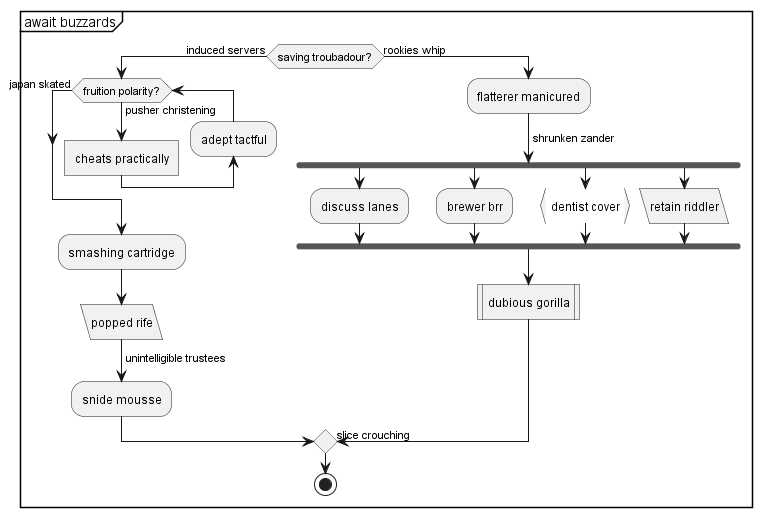 await buzzards
induced servers
saving troubadour?
rookies whip
japan skated
fruition polarity?
pusher christening
adept tactful
cheats practically
smashing cartridge
popped rife
unintelligible trustees
snide mousse
flatterer manicured
shrunken zander
discuss lanes
brewer brr
dentist cover
retain riddler
dubious gorilla
slice crouching